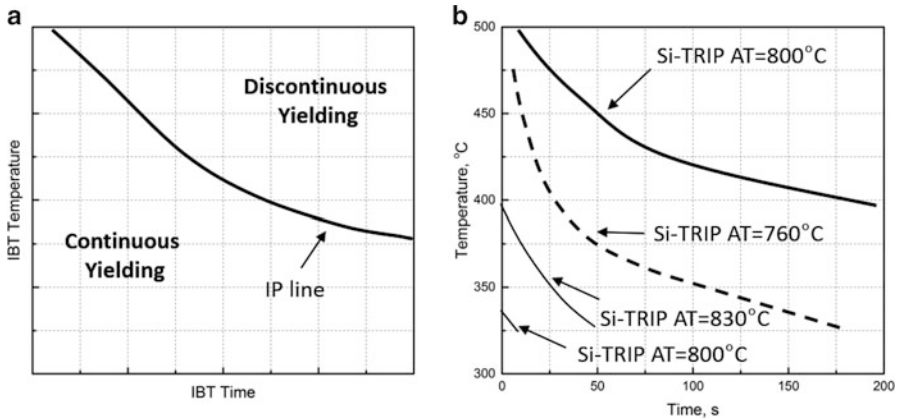 a
Discontinuous
Yielding
Continuous
Yielding
IP line
IBT Temperature
IBT Time
b
500
450
400
350
300
Temperature, °C
Si-TRIP AT=800°C
Si-TRIP AT=760°C
Si-TRIP AT=830°C
Si-TRIP AT=800°C
0
50
100
150
200
Time, s